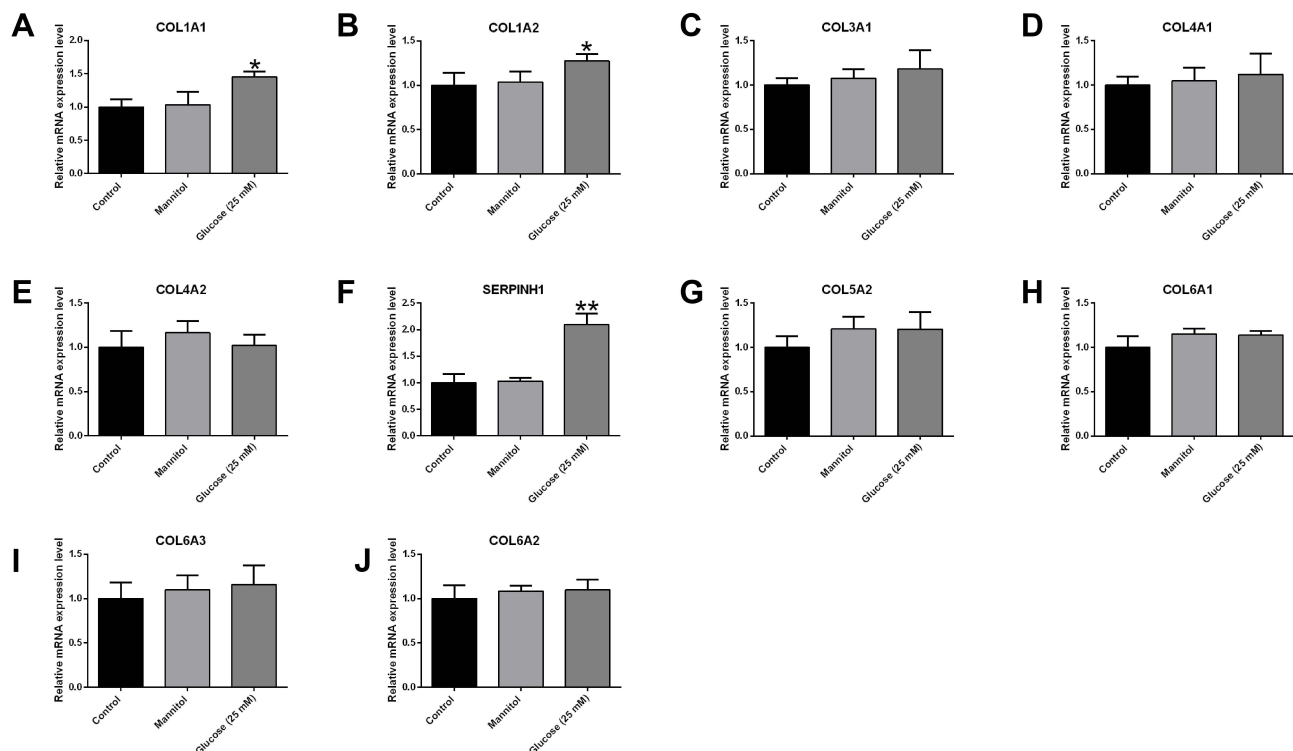 A
COL1A1
Relative mRNA expression level
2.0
1.5
1.0
0.5
0.0
*
Control
Mannitol
Glucose (25 mM)
B
COL1A2
Relative mRNA expression level
1.5
1.0
0.5
0.0
*
Control
Mannitol
Glucose (25 mM)
C
COL3A1
Relative mRNA expression level
1.5
1.0
0.5
0.0
Control
Mannitol
Glucose (25 mM)
D
COL4A1
Relative mRNA expression level
1.5
1.0
0.5
0.0
Control
Mannitol
Glucose (25 mM)
E
COL4A2
Relative mRNA expression level
1.5
1.0
0.5
0.0
Control
Mannitol
Glucose (25 mM)
F
SERPINH1
Relative mRNA expression level
2.5
2.0
1.5
1.0
0.5
0.0
**
Control
Mannitol
Glucose (25 mM)
G
COL5A2
Relative mRNA expression level
1.5
1.0
0.5
0.0
Control
Mannitol
Glucose (25 mM)
H
COL6A1
Relative mRNA expression level
1.5
1.0
0.5
0.0
Control
Mannitol
Glucose (25 mM)
I
COL6A3
Relative mRNA expression level
1.5
1.0
0.5
0.0
Control
Mannitol
Glucose (25 mM)
J
COL6A2
Relative mRNA expression level
1.5
1.0
0.5
0.0
Control
Mannitol
Glucose (25 mM)